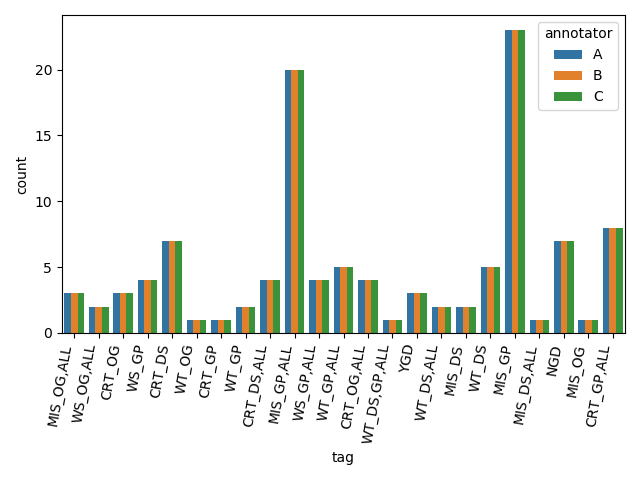 annotator
A
B
C
count
20
15
10
5
0
MIS_OG,ALL
WS_OG,ALL
CRT_OG
WS_GP
CRT_DS
WT_OG
CRT_GP
WT_GP
CRT_DS,ALL
MIS_GP,ALL
WS_GP,ALL
WT_GP,ALL
CRT_OG,ALL
WT_DS,GP,ALL
YGD
WT_DS,ALL
MIS_DS
WT_DS
MIS_GP
MIS_DS,ALL
NGD
MIS_OG
CRT_GP,ALL
tag